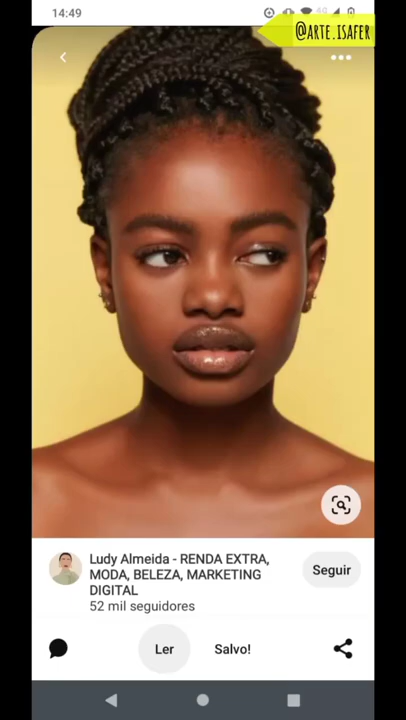 14:49
@ARTE.ISAFER
Ludy Almeida - RENDA EXTRA,
MODA, BELEZA, MARKETING
DIGITAL
52 mil seguidores
Seguir
Ler
Salvo!